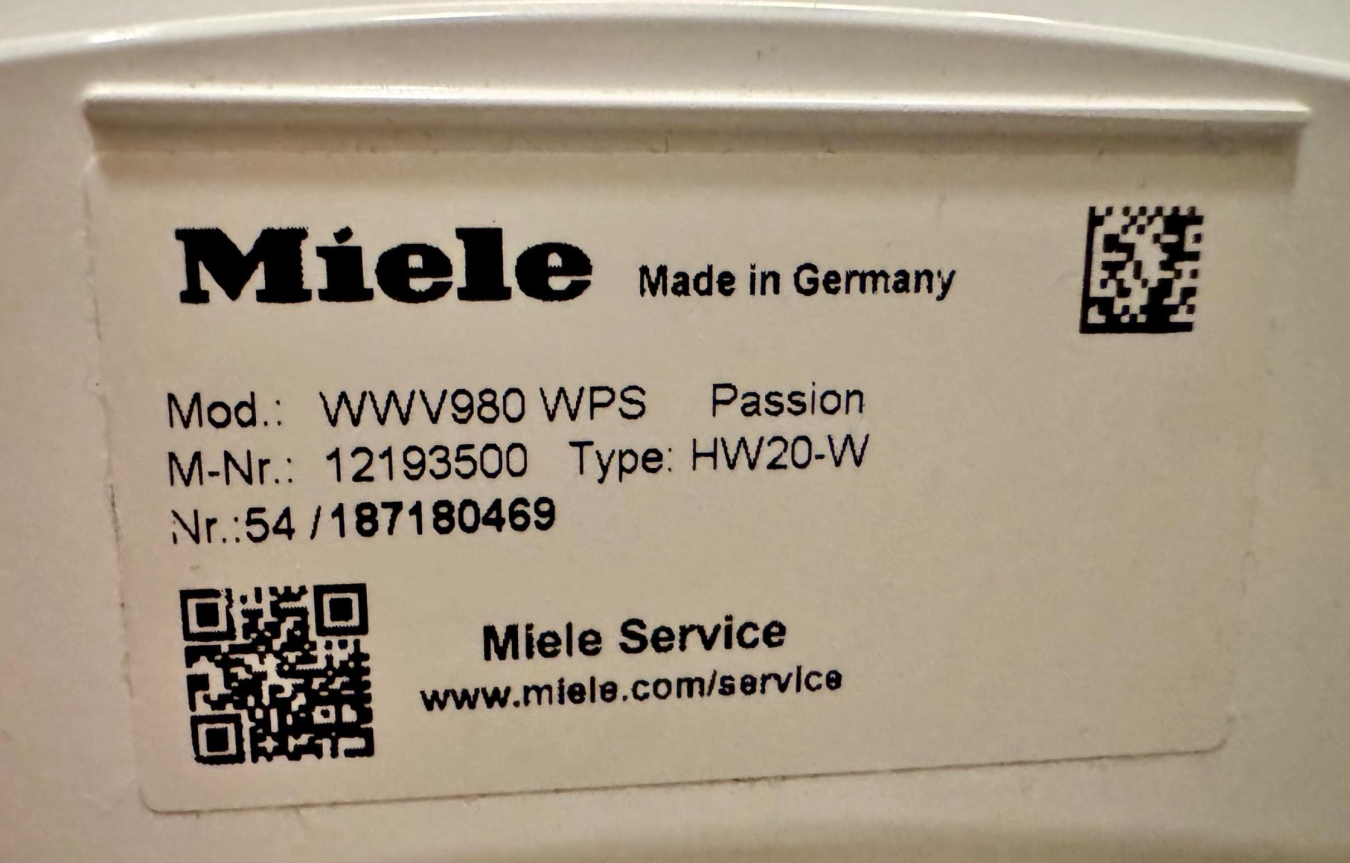 Miele Made in Germany
Mod.: WWV980 WPS Passion
M-Nr.: 12193500 Type: HW20-W
Nr.:54 /187180469
Miele Service
www.miele.com/service